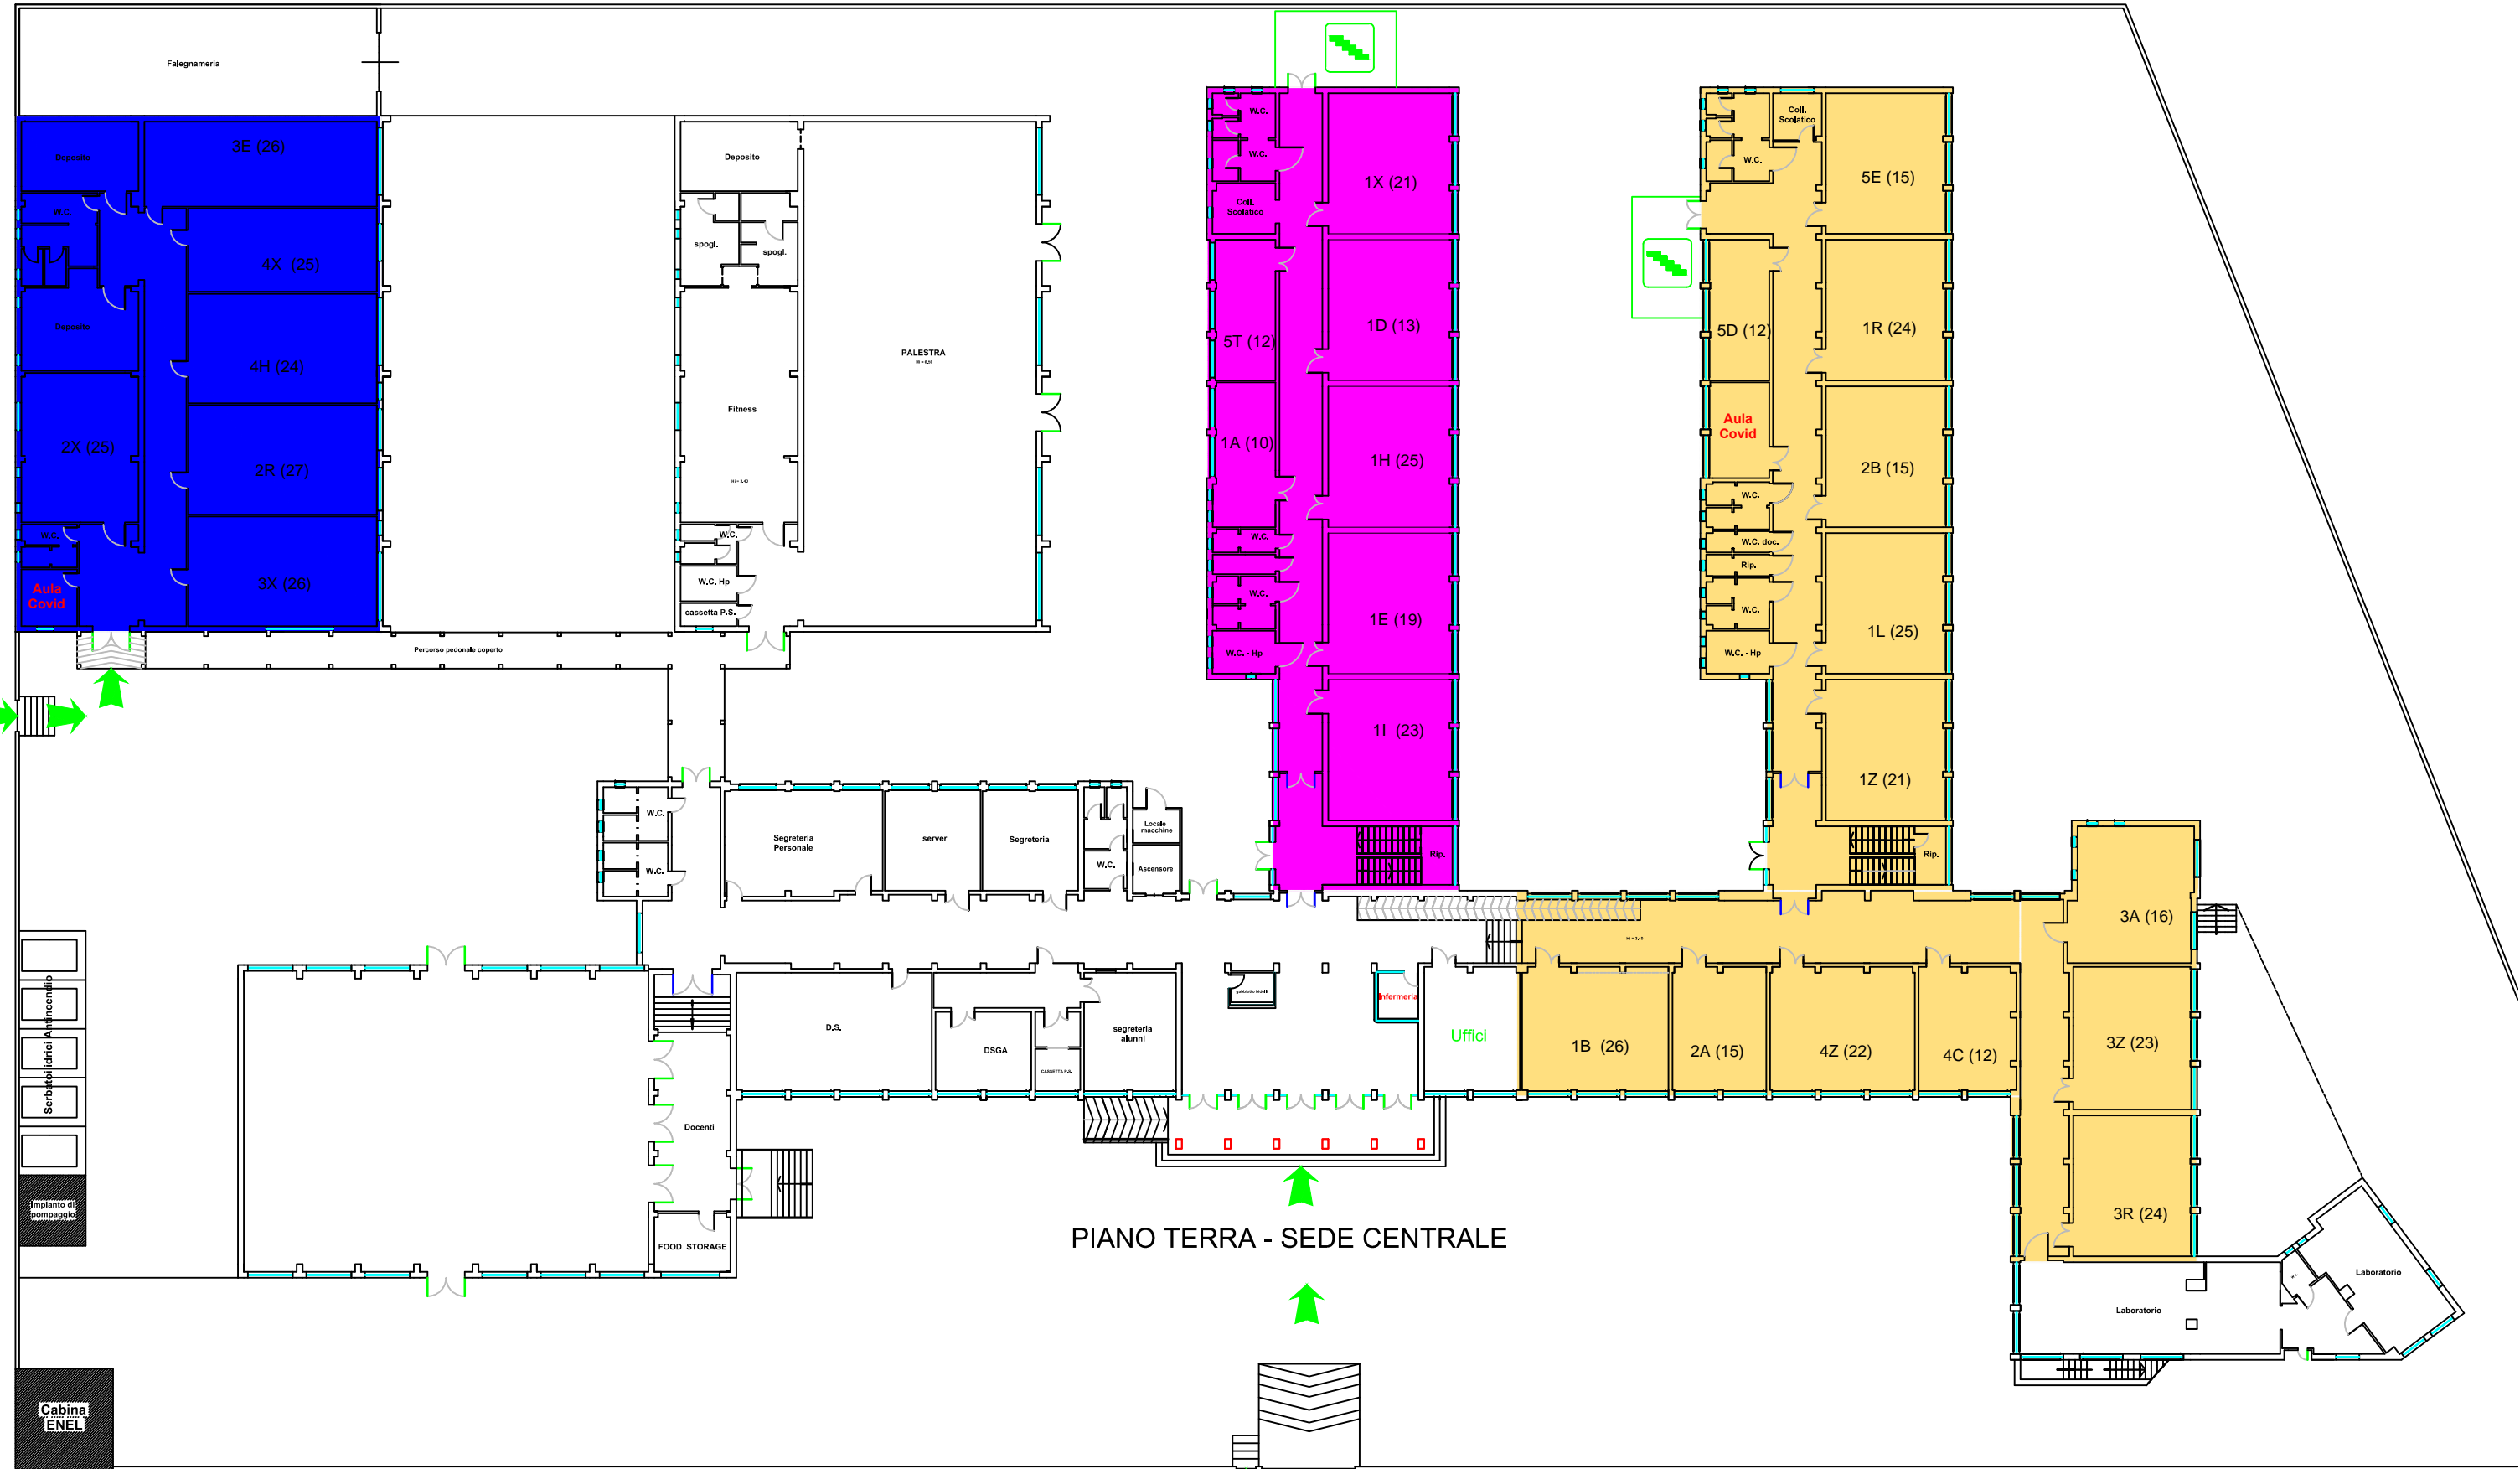 Falegnameria
Deposito
3E (26)
W.C.
4X (25)
Deposito
4H (24)
2X (25)
2R (27)
W.C.
Aula
Covid
3X (26)
Percorso pedonale coperto
Deposito
spogl.
spogl.
PALESTRA
Fitness
W.C.
W.C. Hp
cassetta P.S.
W.C.
W.C.
1X (21)
Coll.
Scolatico
5T (12)
1D (13)
1A (10)
1H (25)
W.C.
W.C.
1E (19)
W.C. - Hp
1I (23)
Rip.
Coll.
Scolatico
W.C.
5E (15)
5D (12)
1R (24)
Aula
Covid
2B (15)
W.C.
W.C. doc.
Rip.
W.C.
1L (25)
W.C. - Hp
1Z (21)
Rip.
W.C.
W.C.
Segreteria
Personale
server
Segreteria
W.C.
Locale
macchine
Ascensore
D.S.
DSGA
CASSETTA P.S.
segreteria
alunni
Infermeria
Uffici
1B (26)
2A (15)
4Z (22)
4C (12)
3A (16)
3Z (23)
3R (24)
Serbatoi idrici Antincendio
Impianto di
pompaggio
Docenti
FOOD STORAGE
PIANO TERRA - SEDE CENTRALE
Laboratorio
Laboratorio
Cabina
ENEL